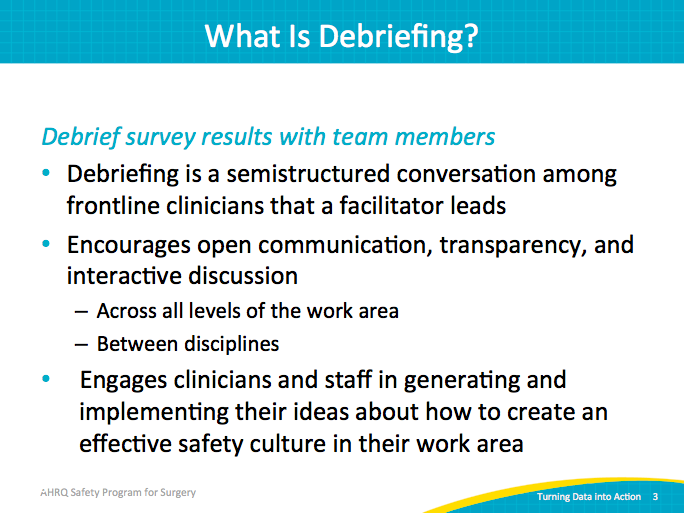 What Is Debriefing?
Debrief survey results with team members
• Debriefing is a semistructured conversation among
frontline clinicians that a facilitator leads
• Encourages open communication, transparency, and
interactive discussion
– Across all levels of the work area
– Between disciplines
• Engages clinicians and staff in generating and
implementing their ideas about how to create an
effective safety culture in their work area
AHRQ Safety Program for Surgery
Turning Data into Action 3